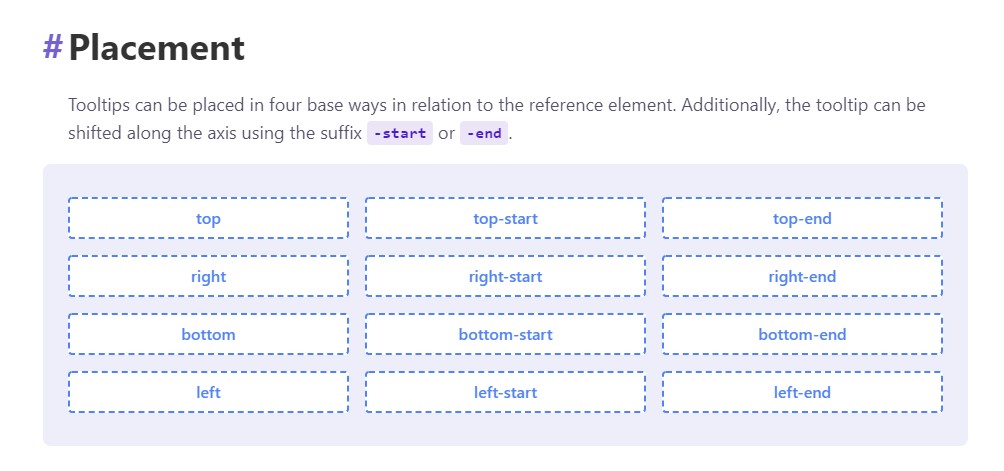 # Placement
Tooltips can be placed in four base ways in relation to the reference element. Additionally, the tooltip can be
shifted along the axis using the suffix -start or -end.
top top-start top-end
right right-start right-end
bottom bottom-start bottom-end
left left-start left-end